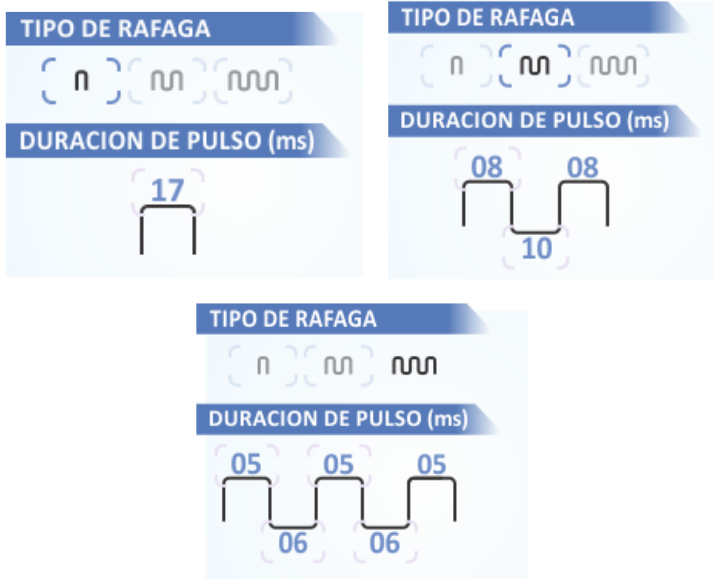 TIPO DE RAFAGA
DURACION DE PULSO (ms)
17
TIPO DE RAFAGA
DURACION DE PULSO (ms)
08 08
10
TIPO DE RAFAGA
DURACION DE PULSO (ms)
05 05 05
06 06